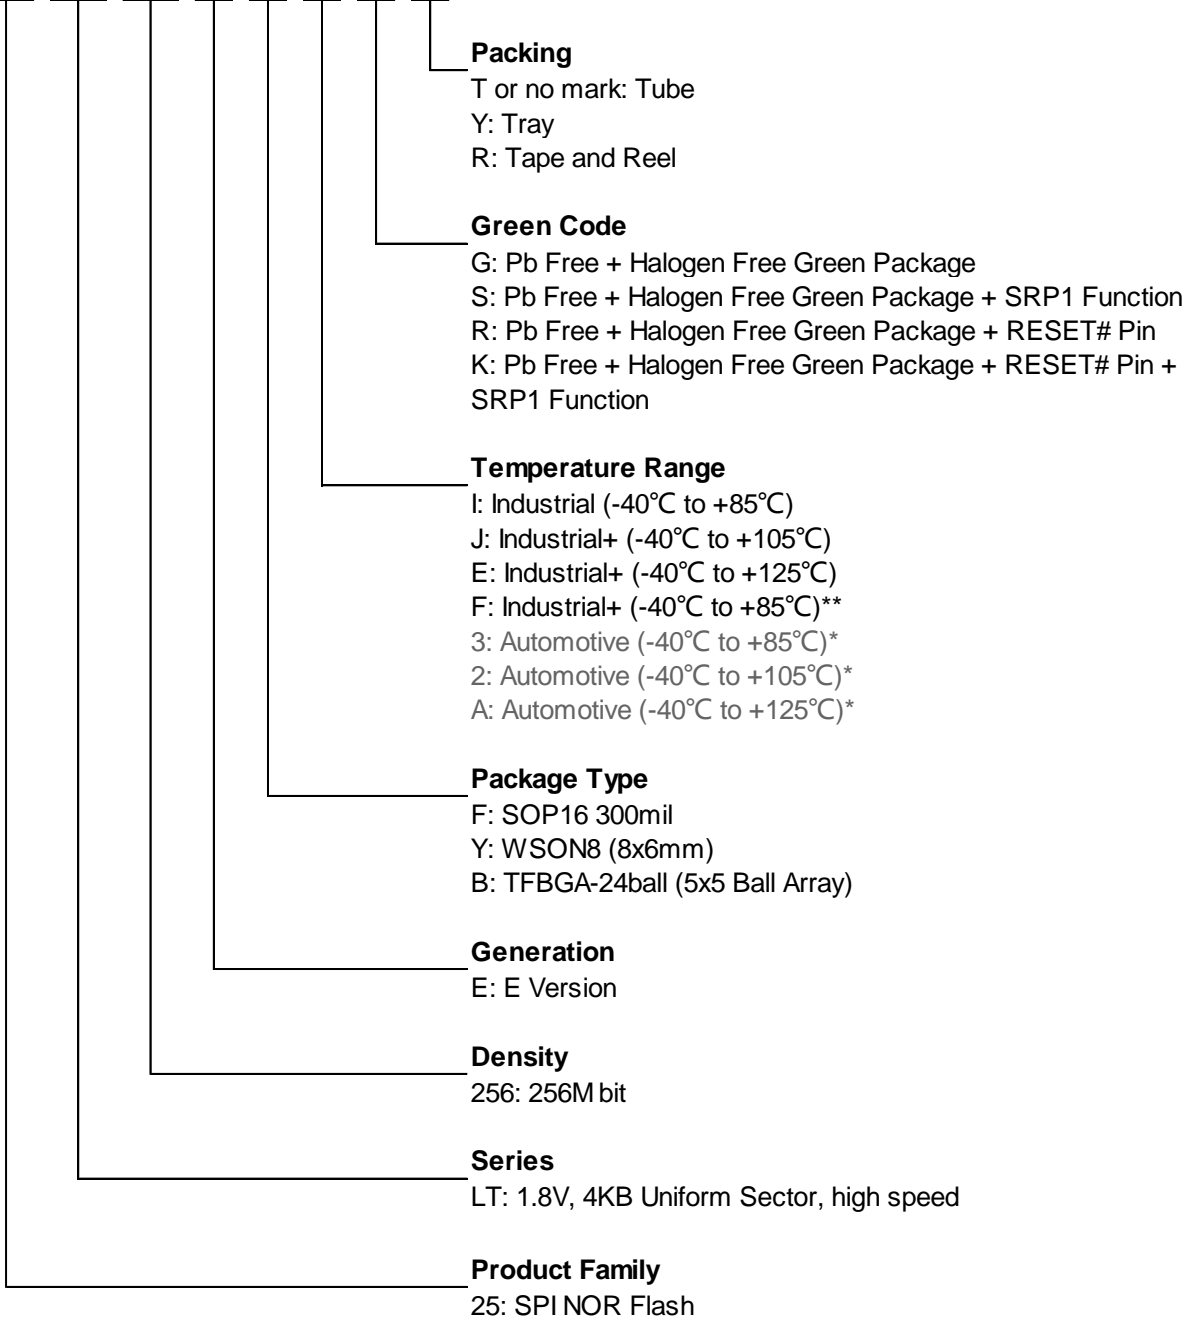 Packing
T or no mark: Tube
Y: Tray
R: Tape and Reel
Green Code
G: Pb Free + Halogen Free Green Package
S: Pb Free + Halogen Free Green Package + SRP1 Function
R: Pb Free + Halogen Free Green Package + RESET# Pin
K: Pb Free + Halogen Free Green Package + RESET# Pin +
SRP1 Function
Temperature Range
I: Industrial (-40℃ to +85℃)
J: Industrial+ (-40℃ to +105℃)
E: Industrial+ (-40℃ to +125℃)
F: Industrial+ (-40℃ to +85℃)**
3: Automotive (-40℃ to +85℃)*
2: Automotive (-40℃ to +105℃)*
A: Automotive (-40℃ to +125℃)*
Package Type
F: SOP16 300mil
Y: WSON8 (8x6mm)
B: TFBGA-24ball (5x5 Ball Array)
Generation
E: E Version
Density
256: 256M bit
Series
LT: 1.8V, 4KB Uniform Sector, high speed
Product Family
25: SPI NOR Flash